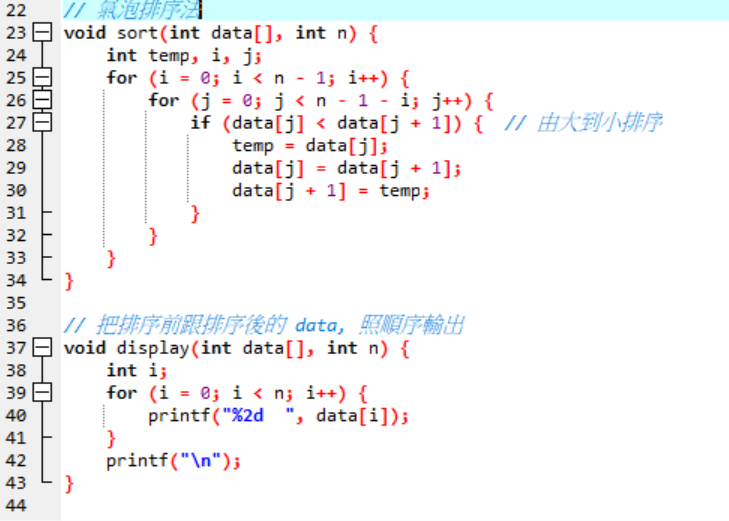 22 // 氣泡排序法
23 void sort(int data[], int n) {
24     int temp, i, j;
25     for (i = 0; i < n - 1; i++) {
26         for (j = 0; j < n - 1 - i; j++) {
27             if (data[j] < data[j + 1]) {  // 由大到小排序
28                 temp = data[j];
29                 data[j] = data[j + 1];
30                 data[j + 1] = temp;
31             }
32         }
33     }
34 }
35
36 // 把排序前跟排序後的 data, 照順序輸出
37 void display(int data[], int n) {
38     int i;
39     for (i = 0; i < n; i++) {
40         printf("%2d  ", data[i]);
41     }
42     printf("\n");
43 }
44